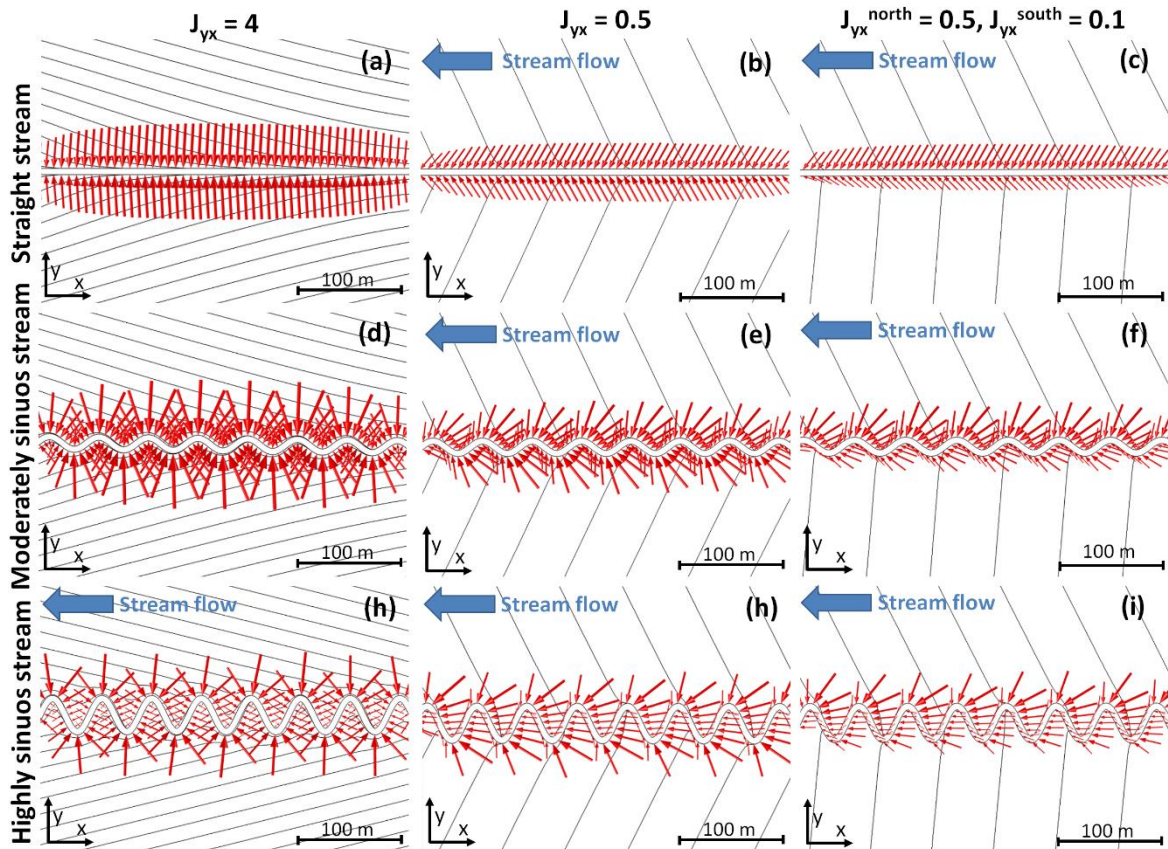 J_yx = 4
J_yx = 0.5
J_yx^north = 0.5, J_yx^south = 0.1
Straight stream
(a)
y
x
100 m
Stream flow
(b)
y
x
100 m
Stream flow
(c)
y
x
100 m
Moderately sinuos stream
(d)
y
x
100 m
Stream flow
(e)
y
x
100 m
Stream flow
(f)
y
x
100 m
Highly sinuos stream
Stream flow
(h)
y
x
100 m
Stream flow
(h)
y
x
100 m
Stream flow
(i)
y
x
100 m